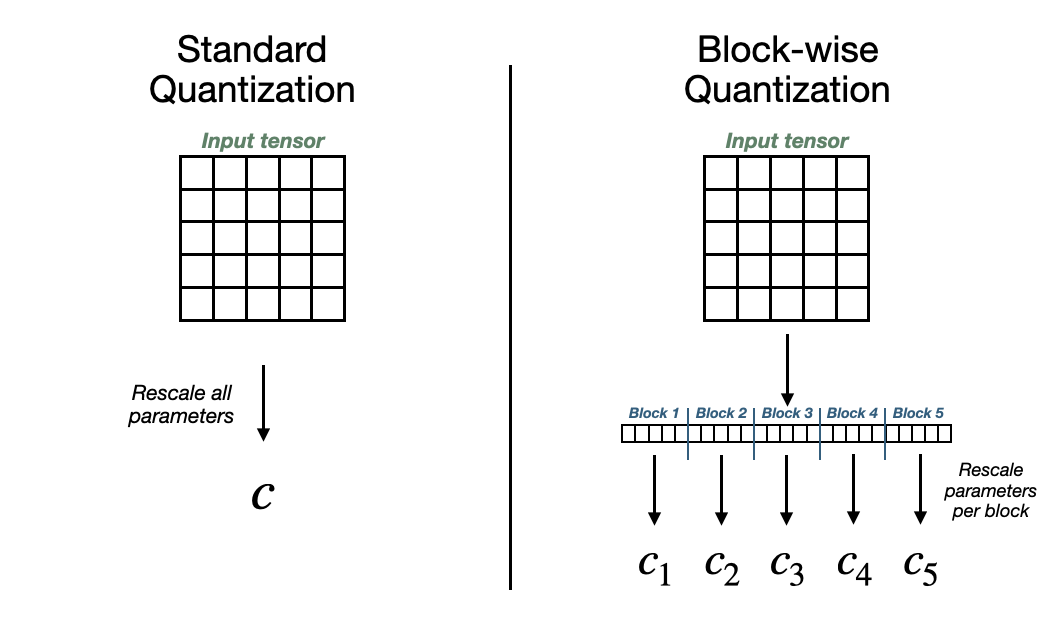 Standard
Quantization
Input tensor
Rescale all
parameters
c
Block-wise
Quantization
Input tensor
Block 1 Block 2 Block 3 Block 4 Block 5
Rescale
parameters
per block
c₁ c₂ c₃ c₄ c₅